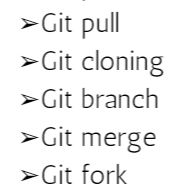 ➢Git pull
➢Git cloning
➢Git branch
➢Git merge
➢Git fork